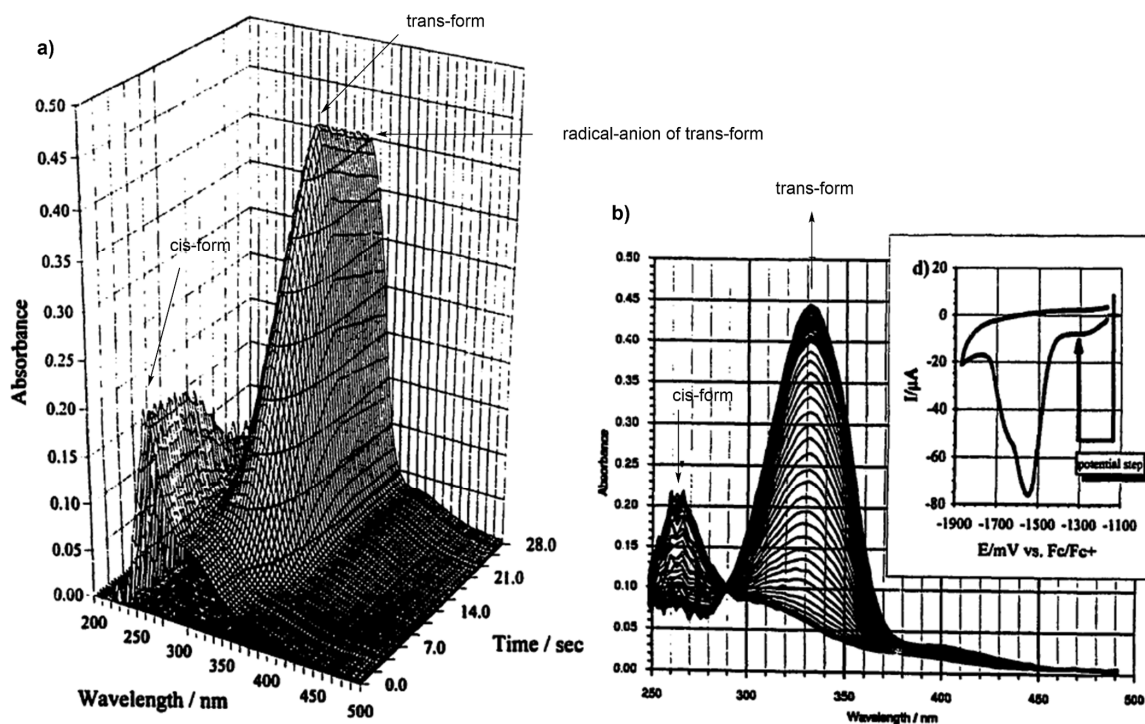 a)
trans-form
radical-anion of trans-form
cis-form
Absorbance
0.50
0.45
0.40
0.35
0.30
0.25
0.20
0.15
0.10
0.05
0.00
200
250
300
350
400
450
500
Wavelength / nm
0.0
7.0
14.0
21.0
28.0
Time / sec
b)
trans-form
cis-form
Absorbance
0.50
0.45
0.40
0.35
0.30
0.25
0.20
0.15
0.10
0.05
0.00
250 300 350 400 450 500
Wavelength / nm
d)
I/µA
20
0
-20
-40
-60
-80
potential step
-1900 -1700 -1500 -1300 -1100
E/mV vs. Fc/Fc+